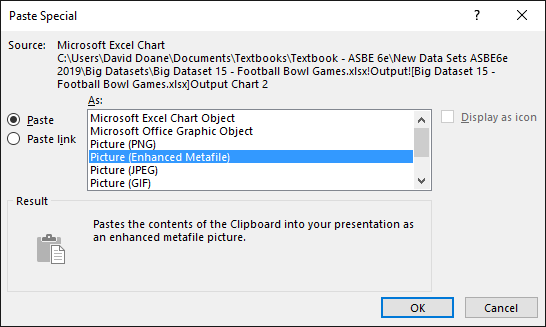 Paste Special
Source: Microsoft Excel Chart
C:\Users\David Doane\Documents\Textbooks\Textbook - ASBE 6e\New Data Sets ASBE6e
2019\Big Datasets\Big Dataset 15 - Football Bowl Games.xlsx!Output![Big Dataset 15 -
Football Bowl Games.xlsx]Output Chart 2
As:
Paste
Paste link
Microsoft Excel Chart Object
Microsoft Office Graphic Object
Picture (PNG)
Picture (Enhanced Metafile)
Picture (JPEG)
Picture (GIF)
Display as icon
Result
Pastes the contents of the Clipboard into your presentation as
an enhanced metafile picture.
OK
Cancel